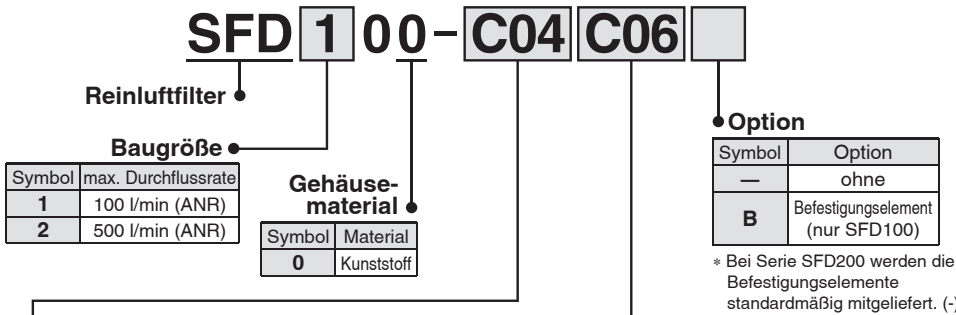 SFD 1 0 0 - C04 C06
Reinluftfilter
Baugröße
Symbol max. Durchflussrate
1 100 l/min (ANR)
2 500 l/min (ANR)
Gehäuse-
material
Symbol Material
0 Kunststoff
Option
Symbol Option
— ohne
B Befestigungselement
(nur SFD100)
* Bei Serie SFD200 werden die
Befestigungselemente
standardmäßig mitgeliefert. (-)